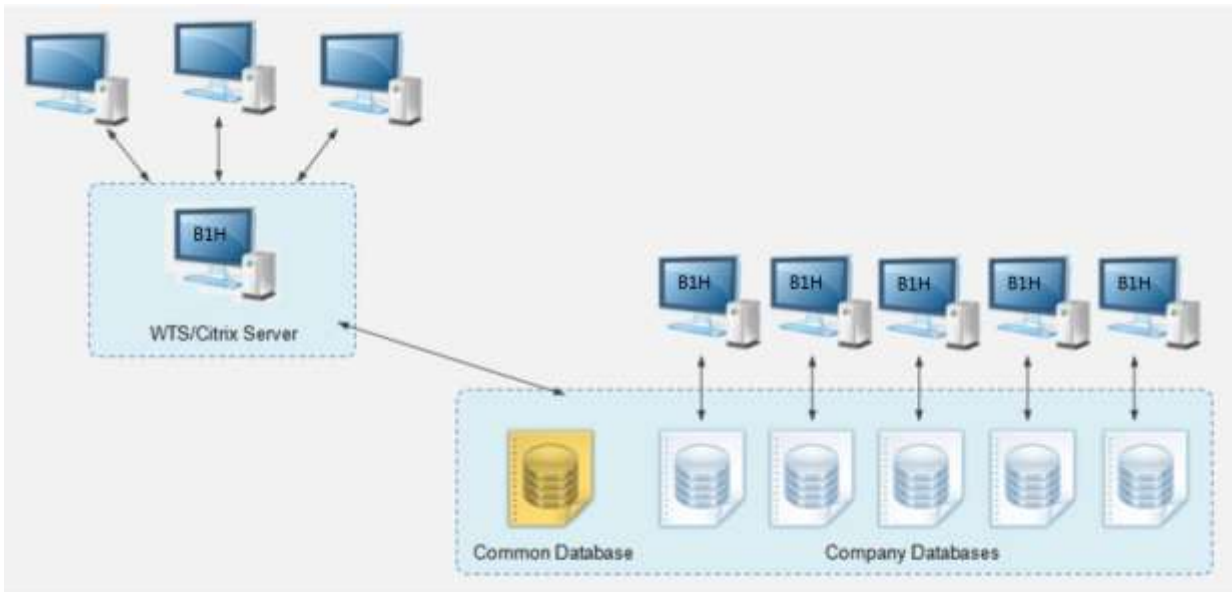 B1H
WTS/Citrix Server
B1H B1H B1H B1H B1H
Common Database
Company Databases